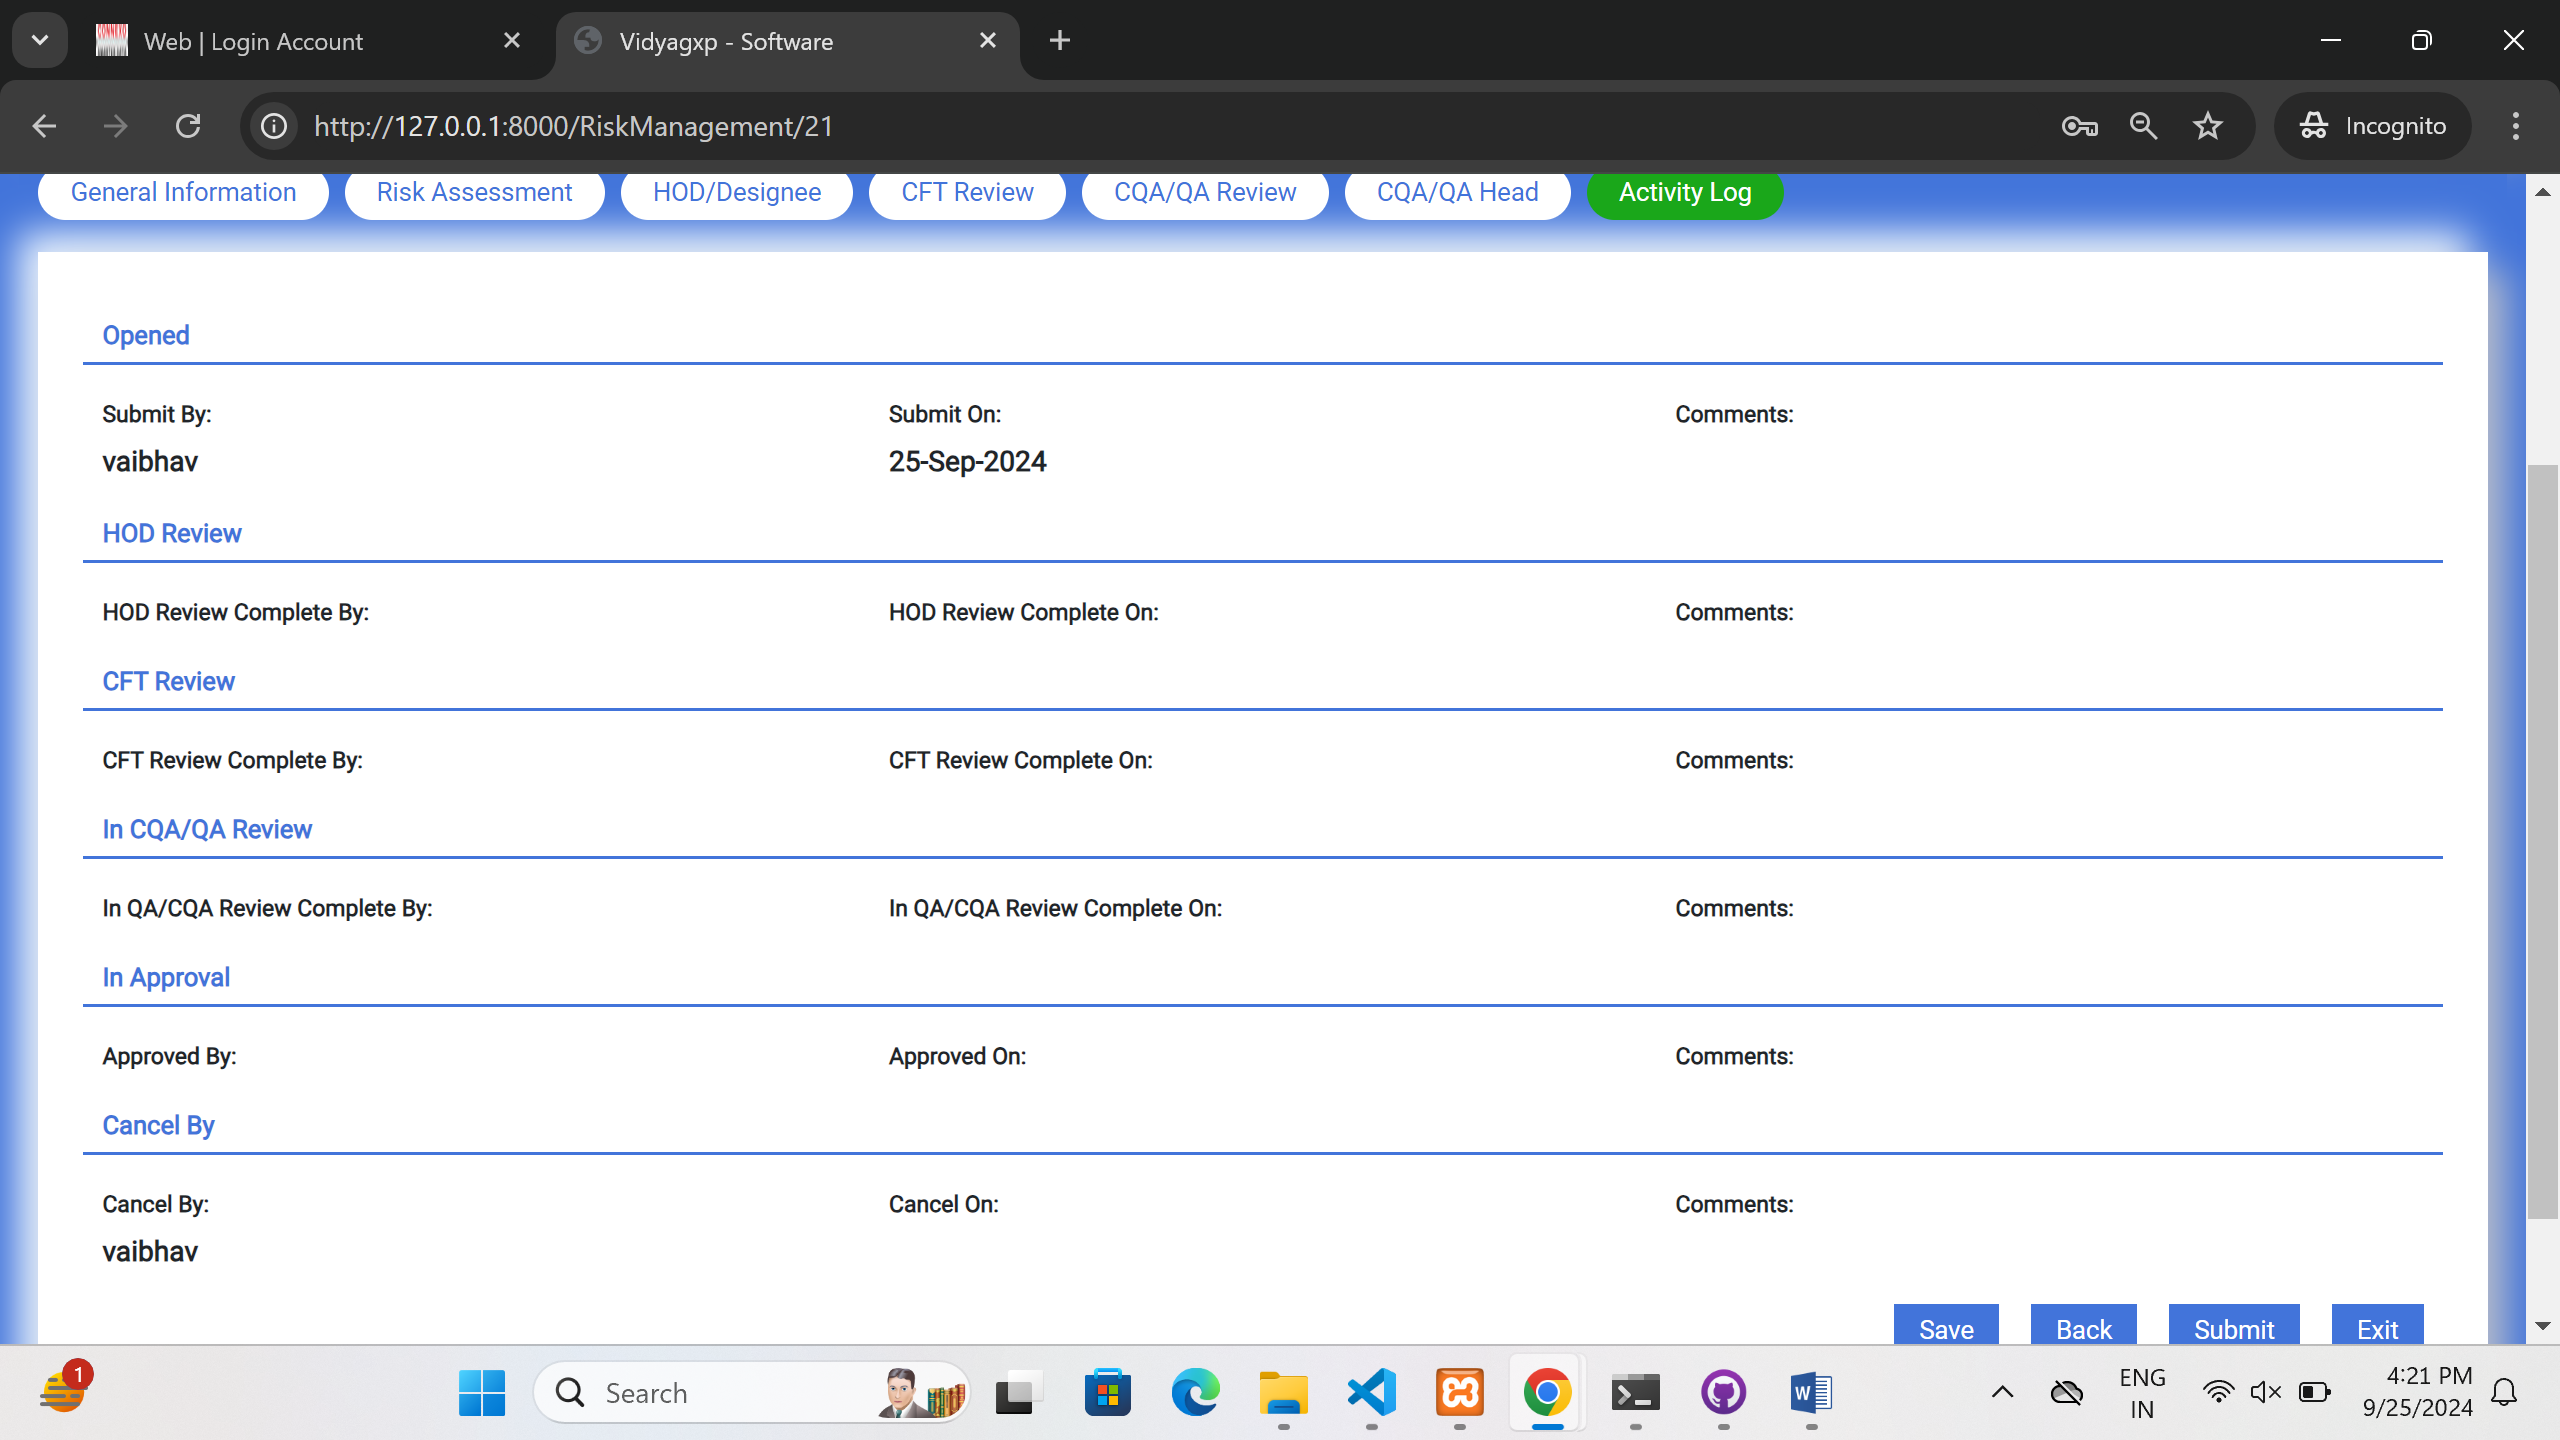 Web | Login Account
Vidyagxp - Software
http://127.0.0.1:8000/RiskManagement/21
Incognito
General Information
Risk Assessment
HOD/Designee
CFT Review
CQA/QA Review
CQA/QA Head
Activity Log
Opened
Submit By:
Submit On:
Comments:
vaibhav
25-Sep-2024
HOD Review
HOD Review Complete By:
HOD Review Complete On:
Comments:
CFT Review
CFT Review Complete By:
CFT Review Complete On:
Comments:
In CQA/QA Review
In QA/CQA Review Complete By:
In QA/CQA Review Complete On:
Comments:
In Approval
Approved By:
Approved On:
Comments:
Cancel By
Cancel By:
Cancel On:
Comments:
vaibhav
Save
Back
Submit
Exit
1
Search
W
ENG
IN
4:21 PM
9/25/2024